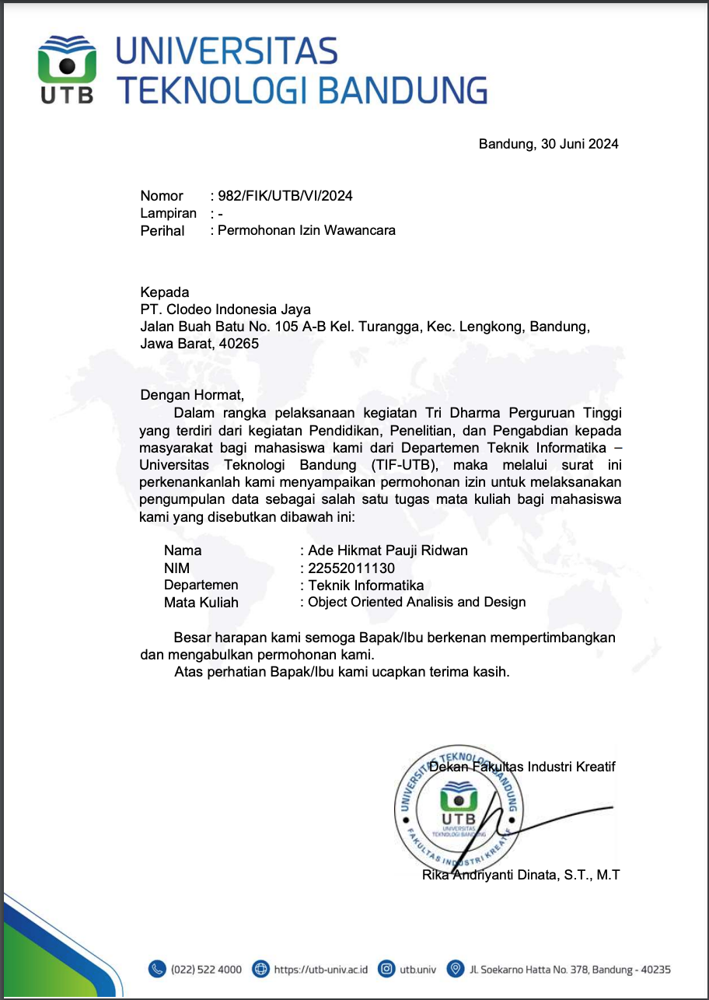 UTB
UNIVERSITAS
TEKNOLOGI BANDUNG
Bandung, 30 Juni 2024
Nomor : 982/FIK/UTB/VI/2024
Lampiran : -
Perihal : Permohonan Izin Wawancara
Kepada
PT. Clodeo Indonesia Jaya
Jalan Buah Batu No. 105 A-B Kel. Turangga, Kec. Lengkong, Bandung,
Jawa Barat, 40265
Dengan Hormat,
Dalam rangka pelaksanaan kegiatan Tri Dharma Perguruan Tinggi
yang terdiri dari kegiatan Pendidikan, Penelitian, dan Pengabdian kepada
masyarakat bagi mahasiswa kami dari Departemen Teknik Informatika –
Universitas Teknologi Bandung (TIF-UTB), maka melalui surat ini
perkenankanlah kami menyampaikan permohonan izin untuk melaksanakan
pengumpulan data sebagai salah satu tugas mata kuliah bagi mahasiswa
kami yang disebutkan dibawah ini:
Nama : Ade Hikmat Pauji Ridwan
NIM : 22552011130
Departemen : Teknik Informatika
Mata Kuliah : Object Oriented Analisis and Design
Besar harapan kami semoga Bapak/Ibu berkenan mempertimbangkan
dan mengabulkan permohonan kami.
Atas perhatian Bapak/Ibu kami ucapkan terima kasih.
Dekan Fakultas Industri Kreatif
UNIVERSITAS TEKNOLOGI BANDUNG
UTB
UNIVERSITAS
TEKNOLOGI BANDUNG
FAKULTAS INDUSTRI KREATIF
Rika Andriyanti Dinata, S.T., M.T
(022) 522 4000 https://utb-univ.ac.id utb.univ Jl. Soekarno Hatta No. 378, Bandung - 40235